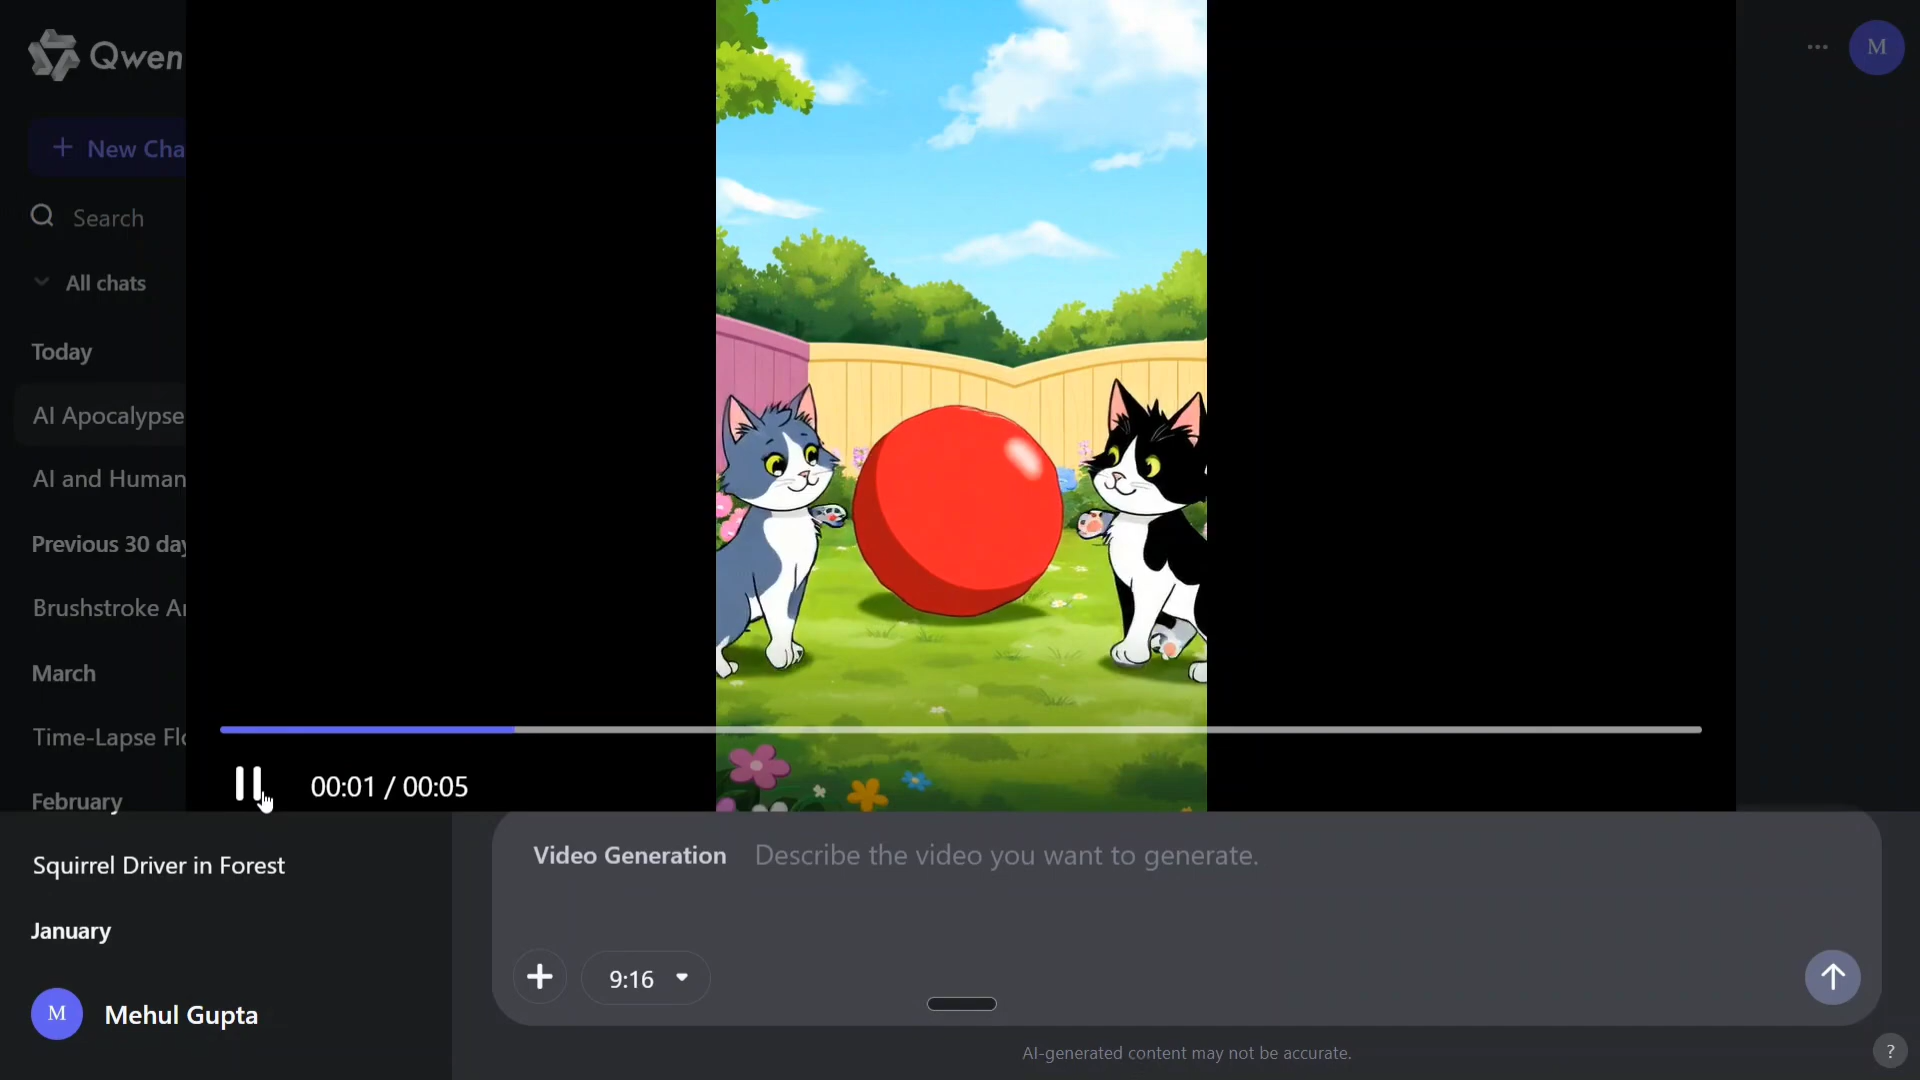 Qwen
M
New Cha
Search
All chats
Today
AI Apocalypse
AI and Human
Previous 30 day
Brushstroke Ar
March
Time-Lapse Flo
February
Squirrel Driver in Forest
January
M Mehul Gupta
00:01 / 00:05
Video Generation Describe the video you want to generate.
9:16
AI-generated content may not be accurate.
?